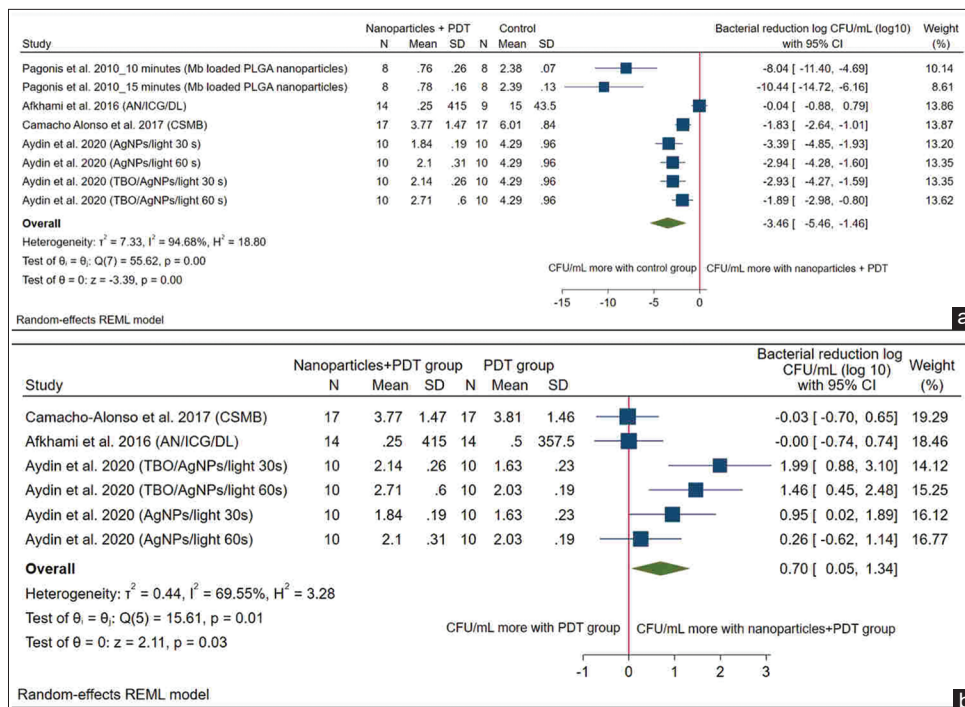 Nanoparticles + PDT Control Bacterial reduction log CFU/mL (log10) Weight
Study N Mean SD N Mean SD with 95% CI (%)
Pagonis et al. 2010_10 minutes (Mb loaded PLGA nanoparticles) 8 .76 .26 8 2.38 .07 -8.04 [ -11.40, -4.69] 10.14
Pagonis et al. 2010_15 minutes (Mb loaded PLGA nanoparticles) 8 .78 .16 8 2.39 .13 -10.44 [ -14.72, -6.16] 8.61
Afkhami et al. 2016 (AN/ICG/DL) 14 .25 415 9 15 43.5 -0.04 [ -0.88, 0.79] 13.86
Camacho Alonso et al. 2017 (CSMB) 17 3.77 1.47 17 6.01 .84 -1.83 [ -2.64, -1.01] 13.87
Aydin et al. 2020 (AgNPs/light 30 s) 10 1.84 .19 10 4.29 .96 -3.39 [ -4.85, -1.93] 13.20
Aydin et al. 2020 (AgNPs/light 60 s) 10 2.1 .31 10 4.29 .96 -2.94 [ -4.28, -1.60] 13.35
Aydin et al. 2020 (TBO/AgNPs/light 30 s) 10 2.14 .26 10 4.29 .96 -2.93 [ -4.27, -1.59] 13.35
Aydin et al. 2020 (TBO/AgNPs/light 60 s) 10 2.71 .6 10 4.29 .96 -1.89 [ -2.98, -0.80] 13.62
Overall -3.46 [ -5.46, -1.46]
Heterogeneity: τ² = 7.33, I² = 94.68%, H² = 18.80
Test of θᵢ = θⱼ: Q(7) = 55.62, p = 0.00
Test of θ = 0: z = -3.39, p = 0.00
CFU/mL more with control group CFU/mL more with nanoparticles + PDT
-15 -10 -5 0
Random-effects REML model
a
Nanoparticles+PDT group PDT group Bacterial reduction log CFU/mL (log 10) Weight
Study N Mean SD N Mean SD with 95% CI (%)
Camacho-Alonso et al. 2017 (CSMB) 17 3.77 1.47 17 3.81 1.46 -0.03 [ -0.70, 0.65] 19.29
Afkhami et al. 2016 (AN/ICG/DL) 14 .25 415 14 .5 357.5 -0.00 [ -0.74, 0.74] 18.46
Aydin et al. 2020 (TBO/AgNPs/light 30s) 10 2.14 .26 10 1.63 .23 1.99 [ 0.88, 3.10] 14.12
Aydin et al. 2020 (TBO/AgNPs/light 60s) 10 2.71 .6 10 2.03 .19 1.46 [ 0.45, 2.48] 15.25
Aydin et al. 2020 (AgNPs/light 30s) 10 1.84 .19 10 1.63 .23 0.95 [ 0.02, 1.89] 16.12
Aydin et al. 2020 (AgNPs/light 60s) 10 2.1 .31 10 2.03 .19 0.26 [ -0.62, 1.14] 16.77
Overall 0.70 [ 0.05, 1.34]
Heterogeneity: τ² = 0.44, I² = 69.55%, H² = 3.28
Test of θᵢ = θⱼ: Q(5) = 15.61, p = 0.01
Test of θ = 0: z = 2.11, p = 0.03
CFU/mL more with PDT group CFU/mL more with nanoparticles+PDT group
-1 0 1 2 3
Random-effects REML model
b